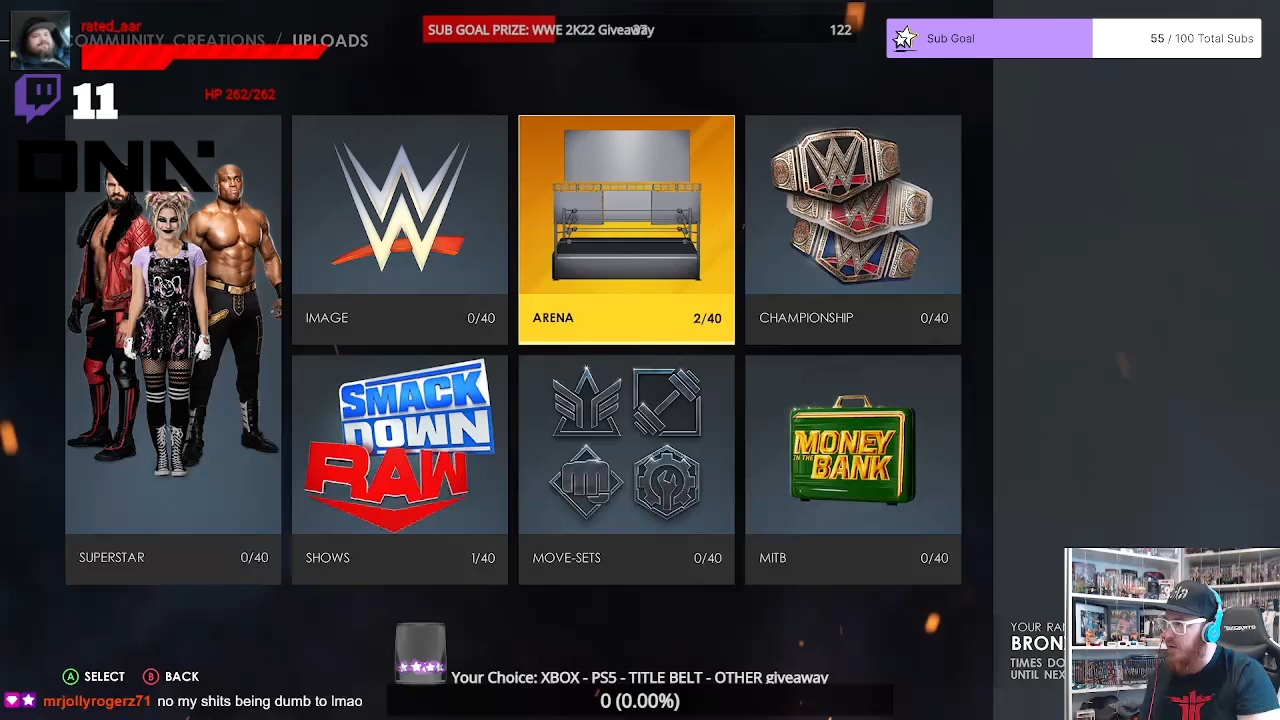 rated_aar
COMMUNITY CREATIONS / UPLOADS
SUB GOAL PRIZE: WWE 2K22 Giveaway
122
Sub Goal
55 / 100 Total Subs
11
HP 262/262
DNA
IMAGE 0/40
ARENA 2/40
CHAMPIONSHIP 0/40
SMACK
DOWN
RAW
MONEY
IN THE
BANK
SUPERSTAR 0/40
SHOWS 1/40
MOVE-SETS 0/40
MITB 0/40
YOUR RA
BRON
TIMES DO
UNTIL NEX
A SELECT B BACK
Your Choice: XBOX - PS5 - TITLE BELT - OTHER giveaway
0 (0.00%)
mrjollyrogerz71 no my shits being dumb to lmao